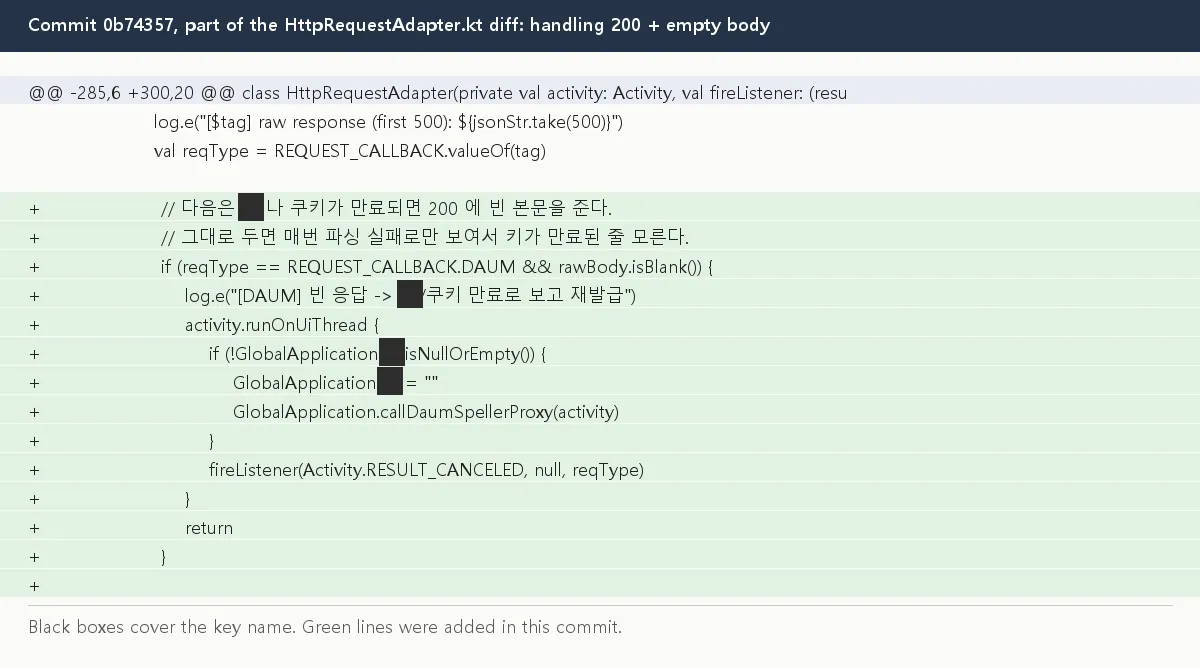 Commit 0b74357, part of the HttpRequestAdapter.kt diff: handling 200 + empty body
@@ -285,6 +300,20 @@ class HttpRequestAdapter(private val activity: Activity, val fireListener: (resu
log.e("[$tag] raw response (first 500): ${jsonStr.take(500)}")
val reqType = REQUEST_CALLBACK.valueOf(tag)
+ // 다음은 나 쿠키가 만료되면 200 에 빈 본문을 준다.
+ // 그대로 두면 매번 파싱 실패로만 보여서 키가 만료된 줄 모른다.
+ if (reqType == REQUEST_CALLBACK.DAUM && rawBody.isBlank()) {
+ log.e("[DAUM] 빈 응답 -> /쿠키 만료로 보고 재발급")
+ activity.runOnUiThread {
+ if (!GlobalApplication isNullOrEmpty()) {
+ GlobalApplication = ""
+ GlobalApplication.callDaumSpellerProxy(activity)
+ }
+ fireListener(Activity.RESULT_CANCELED, null, reqType)
+ }
+ return
+ }
+
Black boxes cover the key name. Green lines were added in this commit.